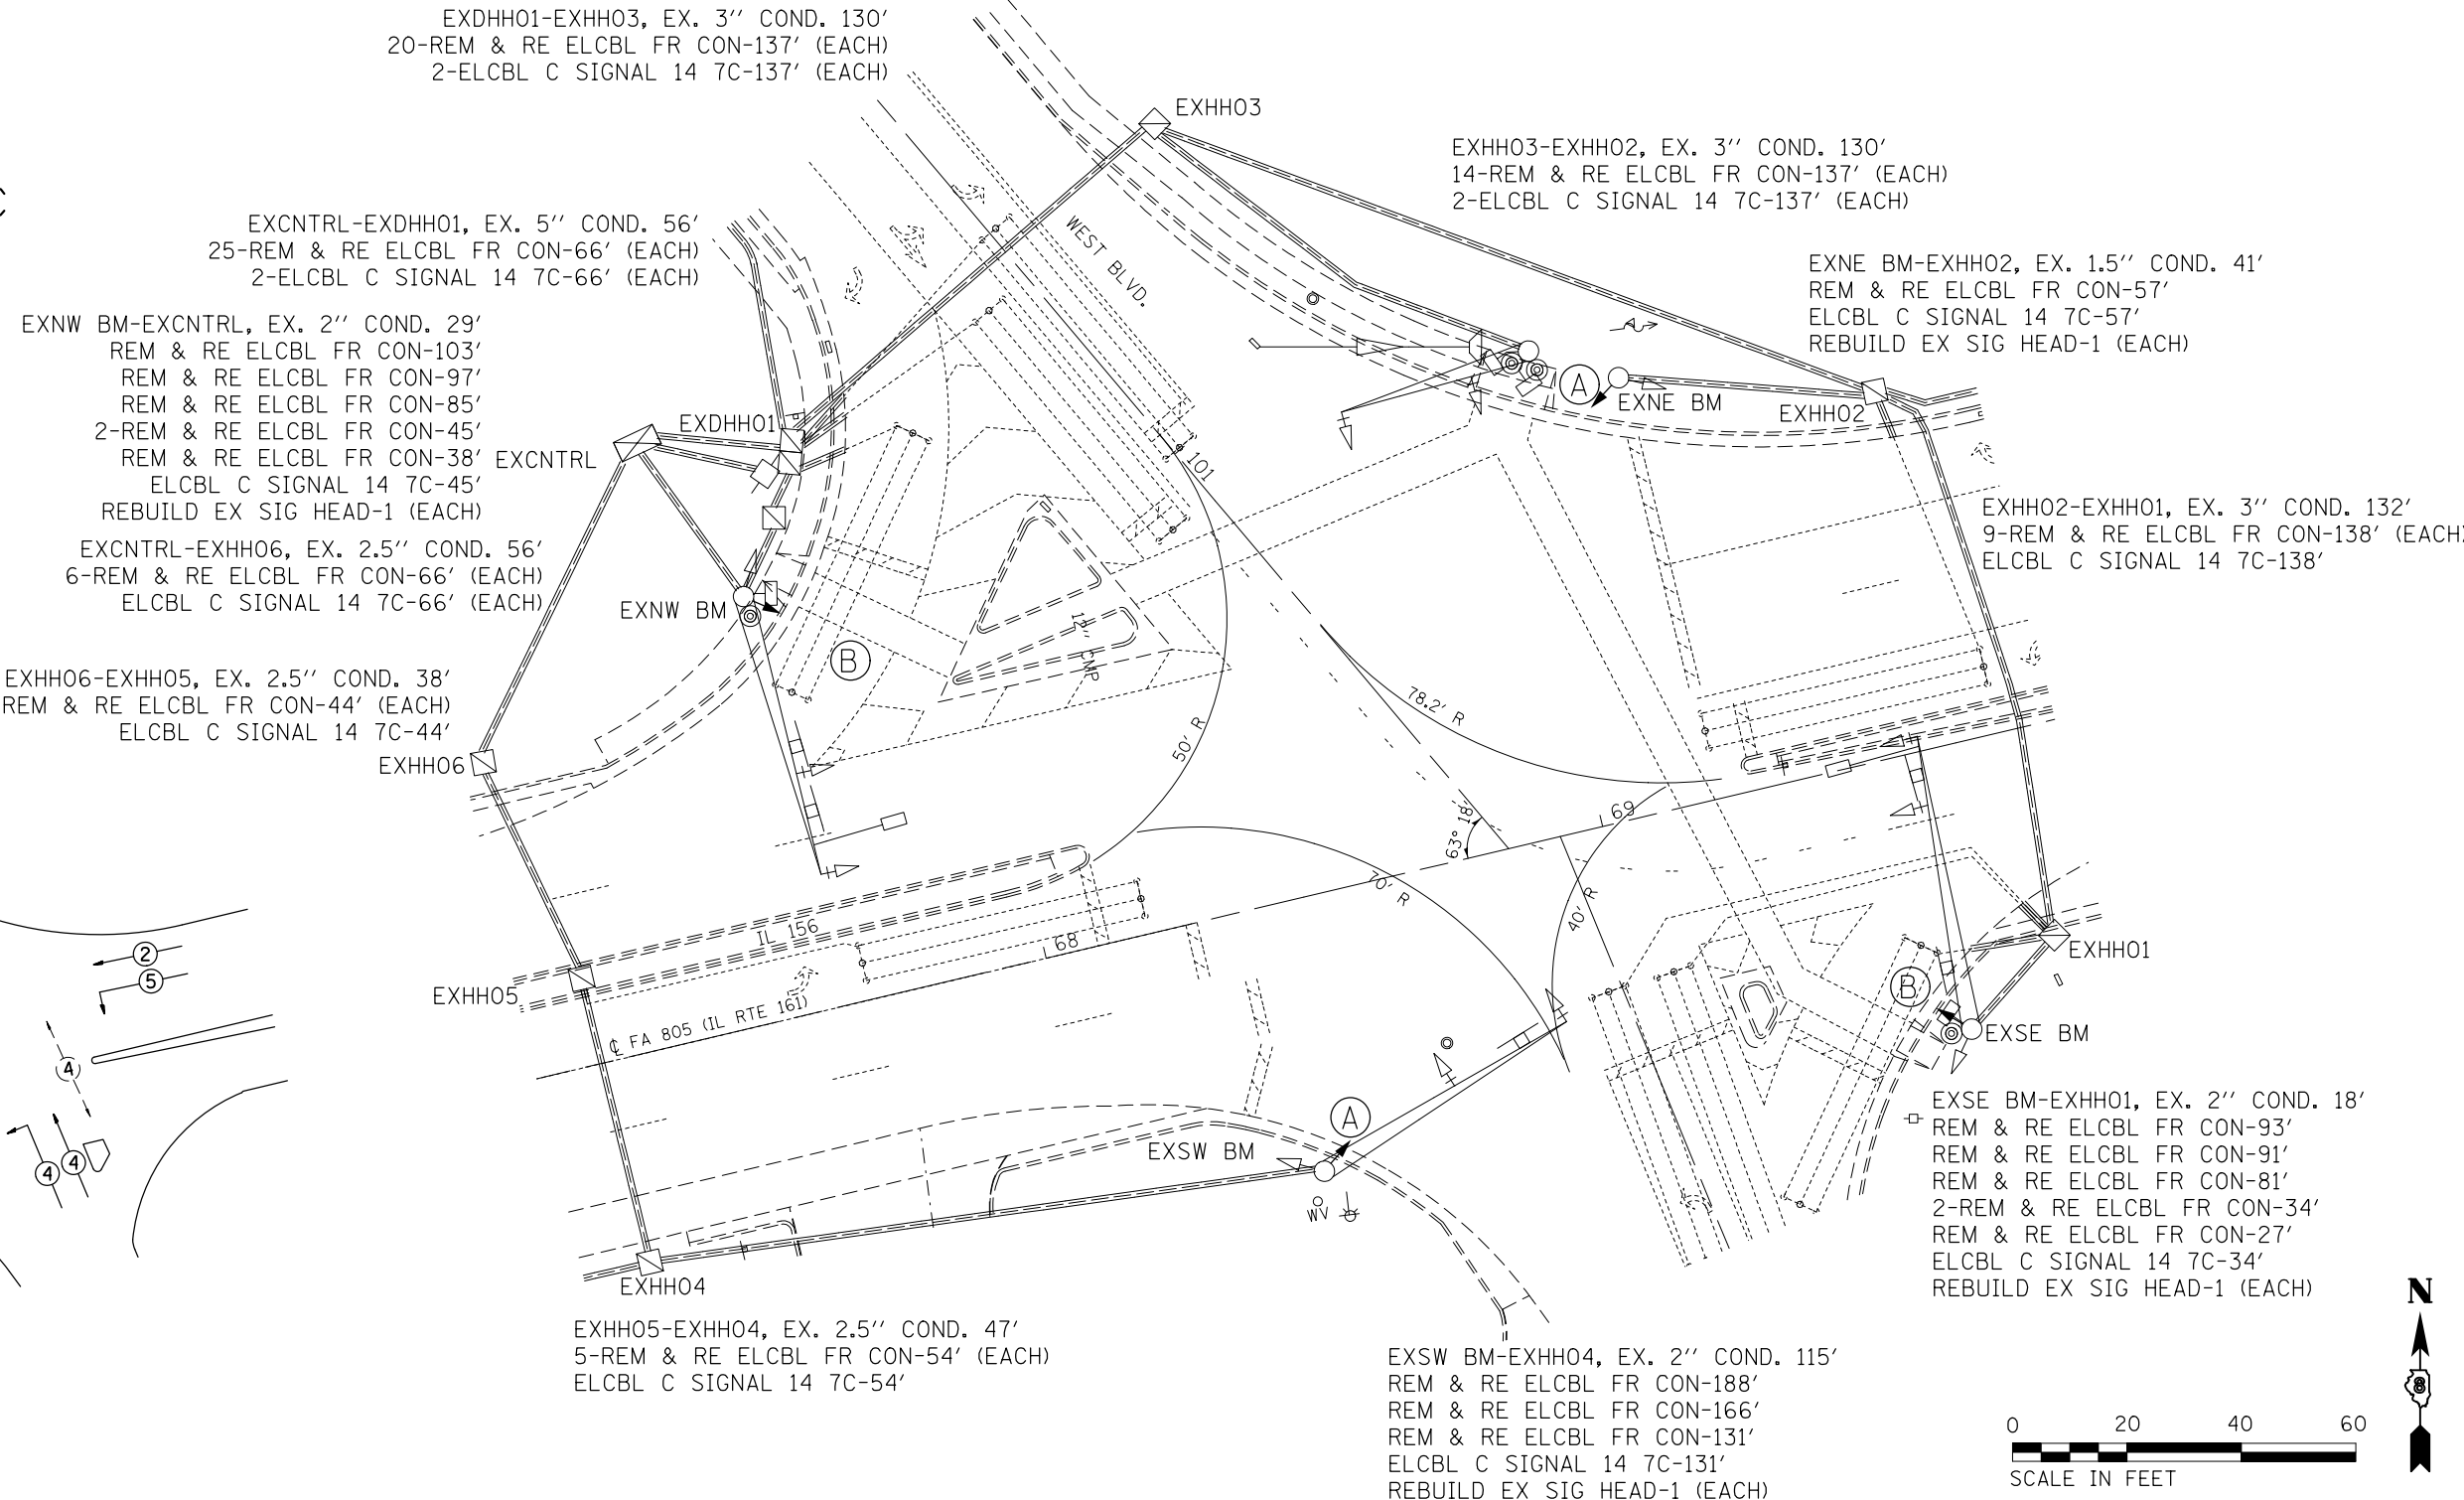 EXDHH01-EXHH03, EX. 3'' COND. 130'
20-REM & RE ELCBL FR CON-137' (EACH)
2-ELCBL C SIGNAL 14 7C-137' (EACH)
EXHH03
EXHH03-EXHH02, EX. 3'' COND. 130'
14-REM & RE ELCBL FR CON-137' (EACH)
2-ELCBL C SIGNAL 14 7C-137' (EACH)
EXCNTRL-EXDHH01, EX. 5'' COND. 56'
25-REM & RE ELCBL FR CON-66' (EACH)
2-ELCBL C SIGNAL 14 7C-66' (EACH)
WEST BLVD.
EXNE BM-EXHH02, EX. 1.5'' COND. 41'
REM & RE ELCBL FR CON-57'
ELCBL C SIGNAL 14 7C-57'
REBUILD EX SIG HEAD-1 (EACH)
EXNW BM-EXCNTRL, EX. 2'' COND. 29'
REM & RE ELCBL FR CON-103'
REM & RE ELCBL FR CON-97'
REM & RE ELCBL FR CON-85'
2-REM & RE ELCBL FR CON-45'
REM & RE ELCBL FR CON-38'
ELCBL C SIGNAL 14 7C-45'
REBUILD EX SIG HEAD-1 (EACH)
A
EXNE BM
EXHH02
EXDHH01
EXCNTRL
101
EXHH02-EXHH01, EX. 3'' COND. 132'
9-REM & RE ELCBL FR CON-138' (EACH)
ELCBL C SIGNAL 14 7C-138'
EXCNTRL-EXHH06, EX. 2.5'' COND. 56'
6-REM & RE ELCBL FR CON-66' (EACH)
ELCBL C SIGNAL 14 7C-66' (EACH)
EXNW BM
B
12'' CMP
EXHH06-EXHH05, EX. 2.5'' COND. 38'
REM & RE ELCBL FR CON-44' (EACH)
ELCBL C SIGNAL 14 7C-44'
EXHH06
50' R
78.2' R
63° 18'
69
70' R
40' R
IL 156
68
EXHH05
℄ FA 805 (IL RTE 161)
2
5
4
4
4
EXHH01
B
EXSE BM
EXSE BM-EXHH01, EX. 2'' COND. 18'
REM & RE ELCBL FR CON-93'
REM & RE ELCBL FR CON-91'
REM & RE ELCBL FR CON-81'
2-REM & RE ELCBL FR CON-34'
REM & RE ELCBL FR CON-27'
ELCBL C SIGNAL 14 7C-34'
REBUILD EX SIG HEAD-1 (EACH)
A
EXSW BM
WV
EXHH04
EXHH05-EXHH04, EX. 2.5'' COND. 47'
5-REM & RE ELCBL FR CON-54' (EACH)
ELCBL C SIGNAL 14 7C-54'
EXSW BM-EXHH04, EX. 2'' COND. 115'
REM & RE ELCBL FR CON-188'
REM & RE ELCBL FR CON-166'
REM & RE ELCBL FR CON-131'
ELCBL C SIGNAL 14 7C-131'
REBUILD EX SIG HEAD-1 (EACH)
N
8
0 20 40 60
SCALE IN FEET